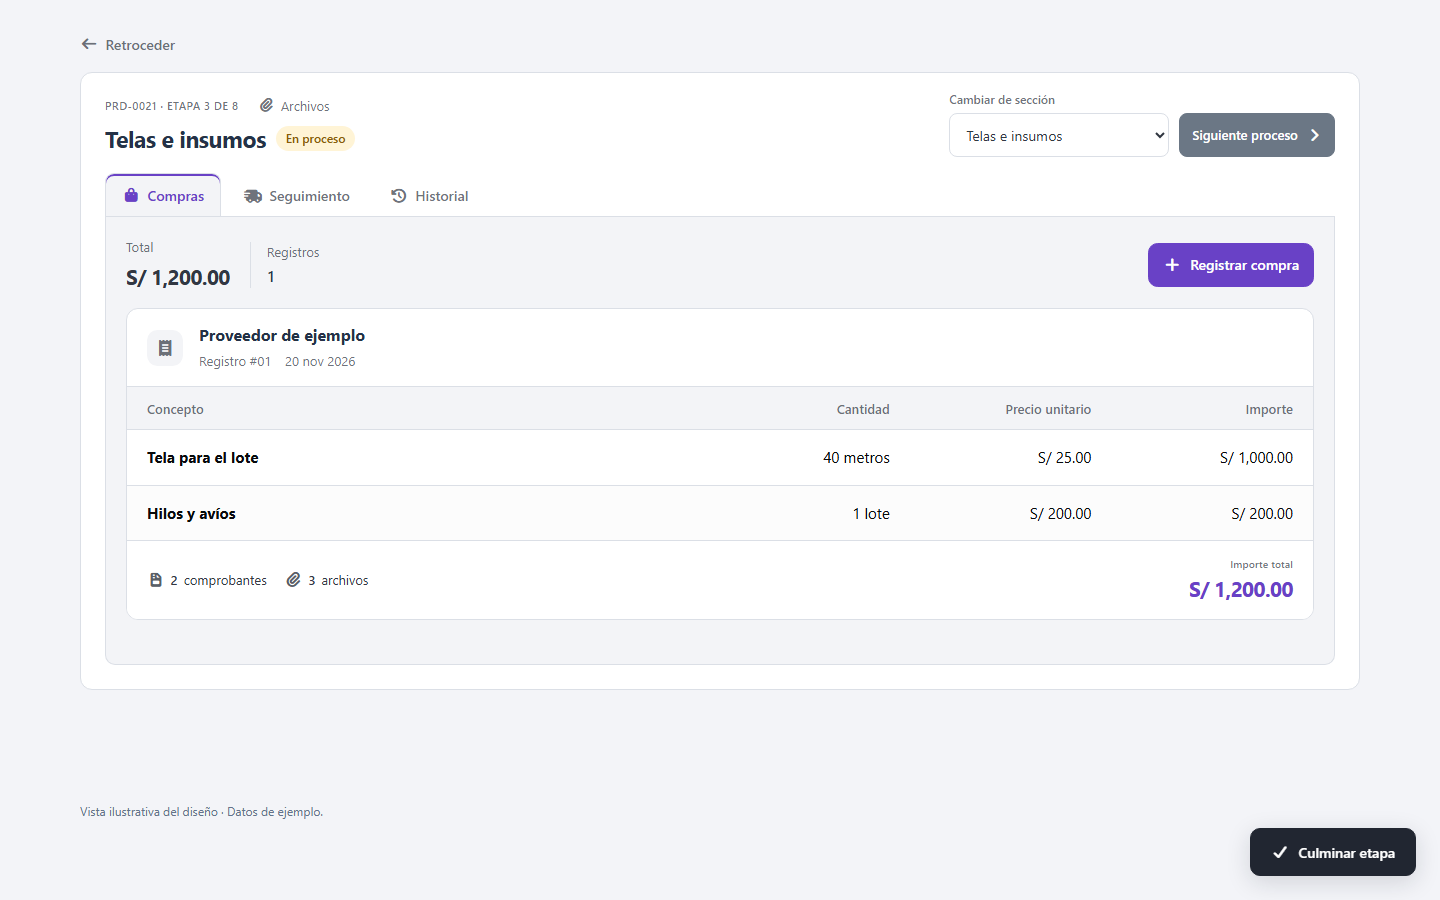 Retroceder
PRD-0021 · ETAPA 3 DE 8 Archivos
Telas e insumos En proceso
Cambiar de sección
Telas e insumos Siguiente proceso
Compras Seguimiento Historial
Total
S/ 1,200.00
Registros
1
Registrar compra
Proveedor de ejemplo
Registro #01 20 nov 2026
Concepto Cantidad Precio unitario Importe
Tela para el lote 40 metros S/ 25.00 S/ 1,000.00
Hilos y avíos 1 lote S/ 200.00 S/ 200.00
2 comprobantes 3 archivos
Importe total
S/ 1,200.00
Vista ilustrativa del diseño · Datos de ejemplo.
Culminar etapa